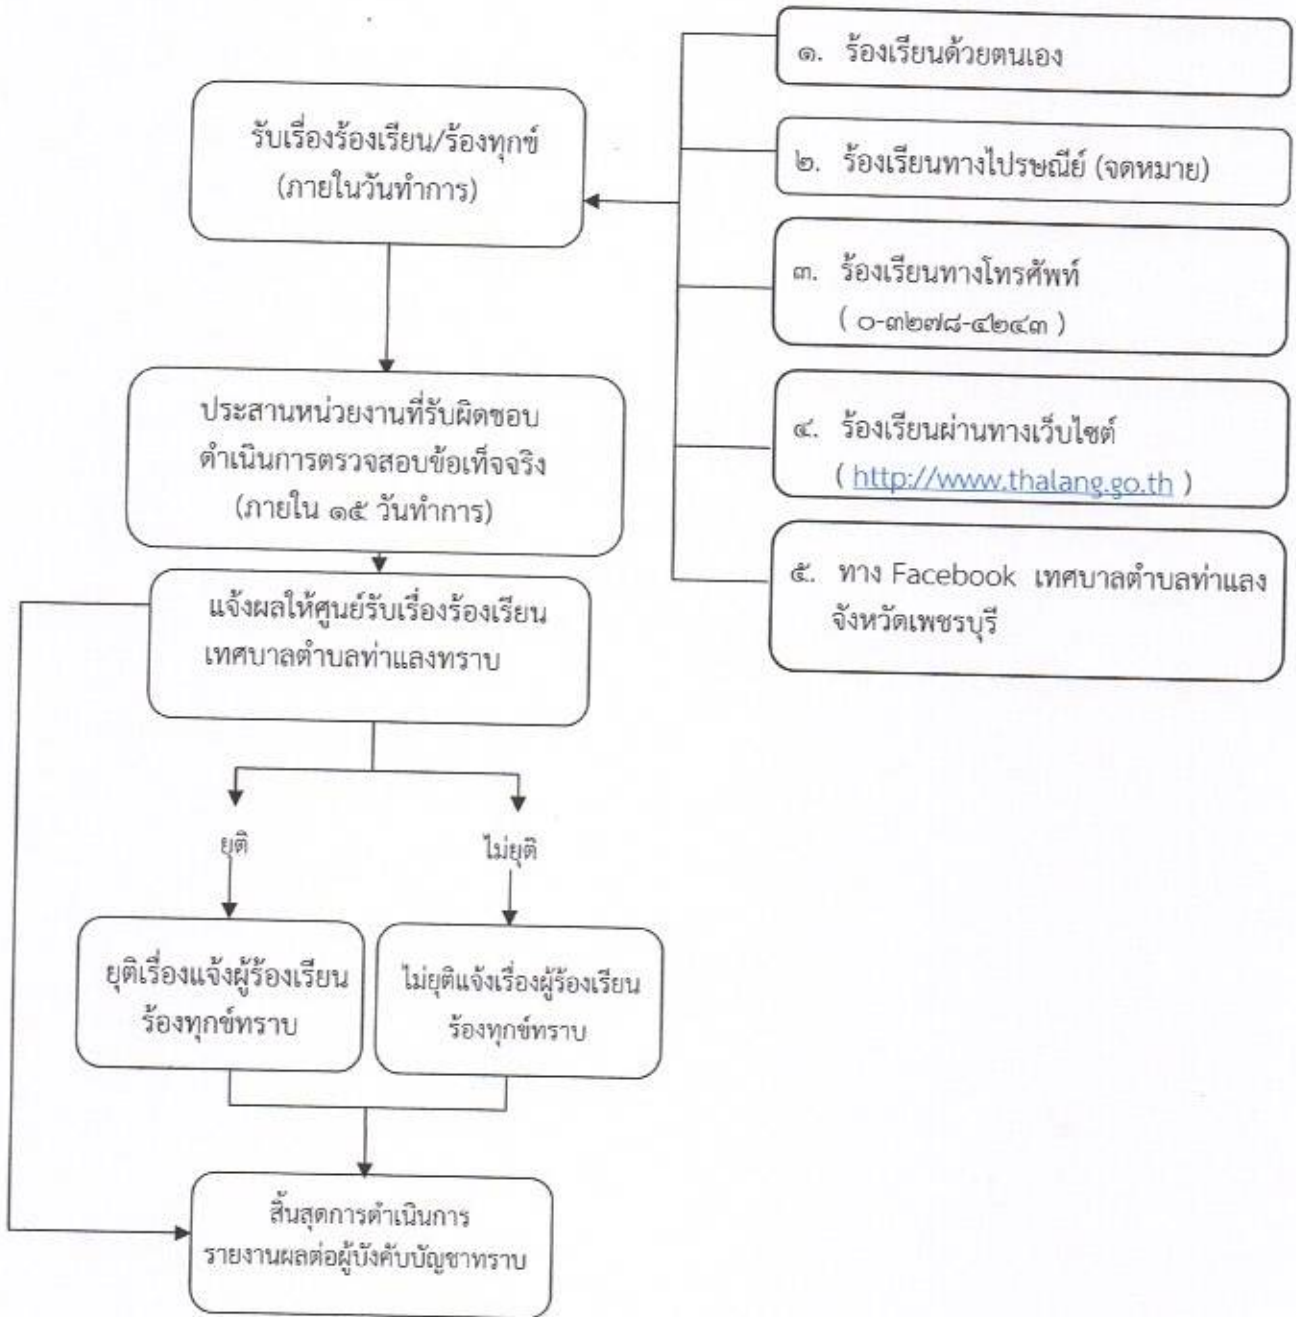 รับเรื่องร้องเรียน/ร้องทุกข์
(ภายในวันทำการ)
๑. ร้องเรียนด้วยตนเอง
๒. ร้องเรียนทางไปรษณีย์ (จดหมาย)
๓. ร้องเรียนทางโทรศัพท์
( ๐-๓๒๗๘-๔๒๔๓ )
๔. ร้องเรียนผ่านทางเว็บไซต์
( http://www.thalang.go.th )
๕. ทาง Facebook เทศบาลตำบลท่าแลง
จังหวัดเพชรบุรี
ประสานหน่วยงานที่รับผิดชอบ
ดำเนินการตรวจสอบข้อเท็จจริง
(ภายใน ๑๕ วันทำการ)
แจ้งผลให้ศูนย์รับเรื่องร้องเรียน
เทศบาลตำบลท่าแลงทราบ
ยุติ
ไม่ยุติ
ยุติเรื่องแจ้งผู้ร้องเรียน
ร้องทุกข์ทราบ
ไม่ยุติแจ้งเรื่องผู้ร้องเรียน
ร้องทุกข์ทราบ
สิ้นสุดการดำเนินการ
รายงานผลต่อผู้บังคับบัญชาทราบ